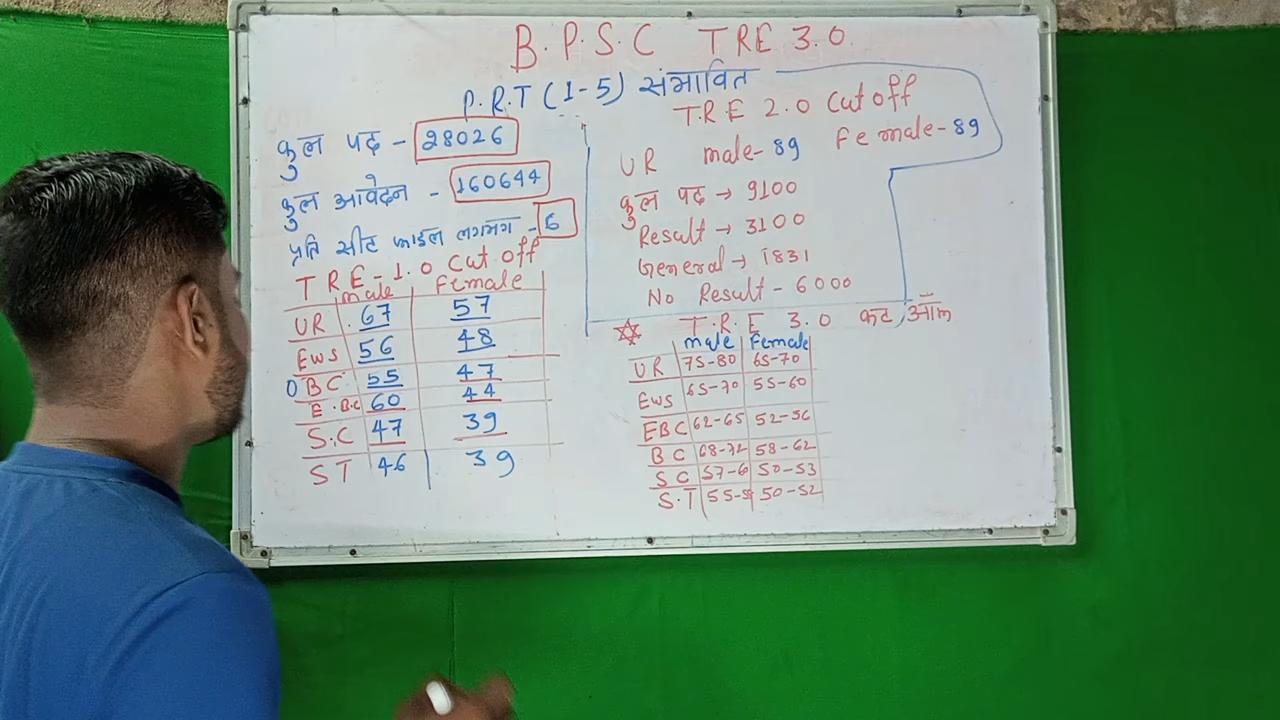 B.P.S.C TRE 3.0
P.R.T (1-5) संभावित
कुल पद - 28026
कुल आवेदन - 160644
प्रति सीट फाईल लगभग - 6
TRE-1.0 Cut off
male Female
UR 67 57
EWS 56 48
OBC 55 47
E.BC 60 44
S.C 47 39
ST 46 39
T.R.E 2.0 Cut off
UR male-89 Female-89
कुल पद → 9100
Result → 3100
General → 1831
No Result - 6000
T.R.E 3.0 कट ऑफ
male Female
UR 75-80 65-70
EWS 65-70 55-60
EBC 62-65 52-56
BC 68-72 58-62
SC 57-6 50-53
S.T 55-5 50-52